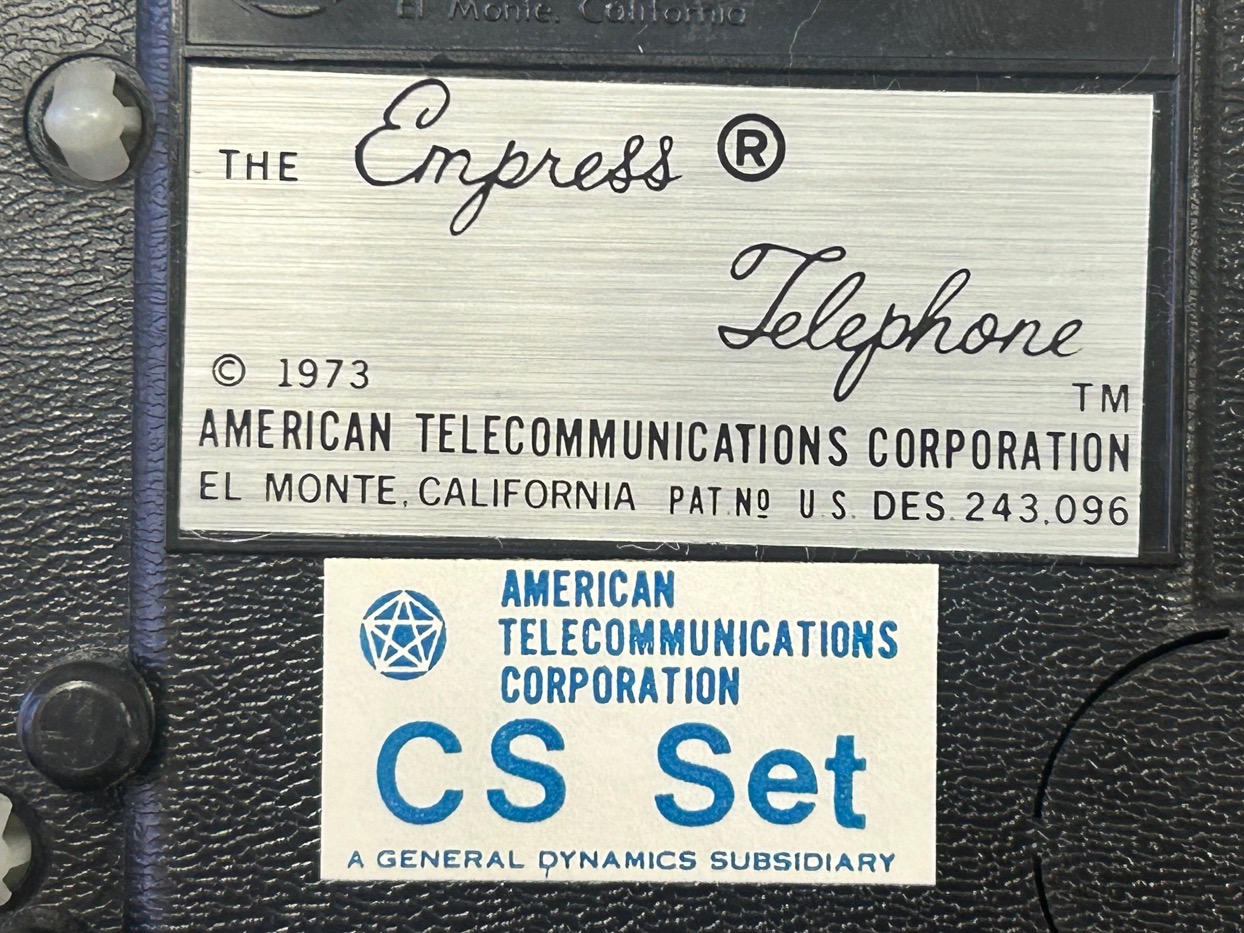 El Monte, California
THE Empress ®
Telephone
© 1973 TM
AMERICAN TELECOMMUNICATIONS CORPORATION
EL MONTE, CALIFORNIA PAT. Nº U.S. DES. 243,096
AMERICAN
TELECOMMUNICATIONS
CORPORATION
CS Set
A GENERAL DYNAMICS SUBSIDIARY